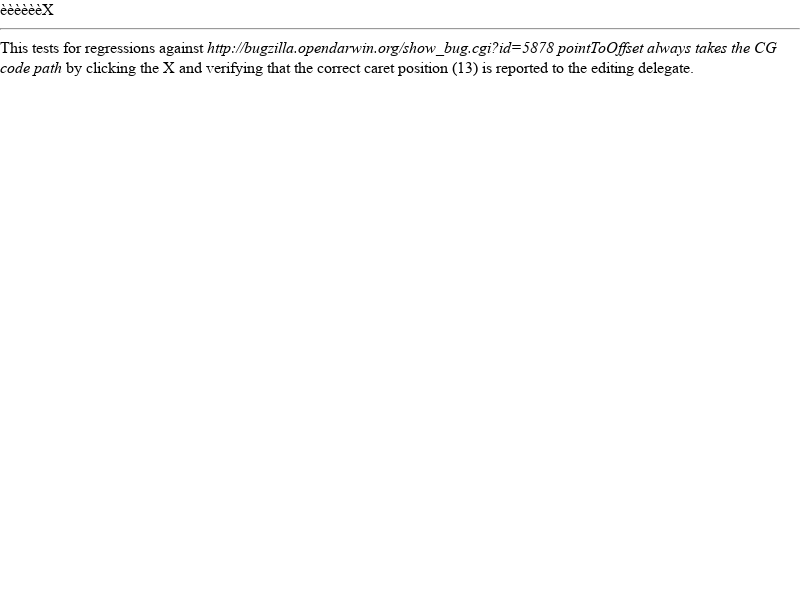 èèèèèèX
This tests for regressions against http://bugzilla.opendarwin.org/show_bug.cgi?id=5878 pointToOffset always takes the CG
code path by clicking the X and verifying that the correct caret position (13) is reported to the editing delegate.